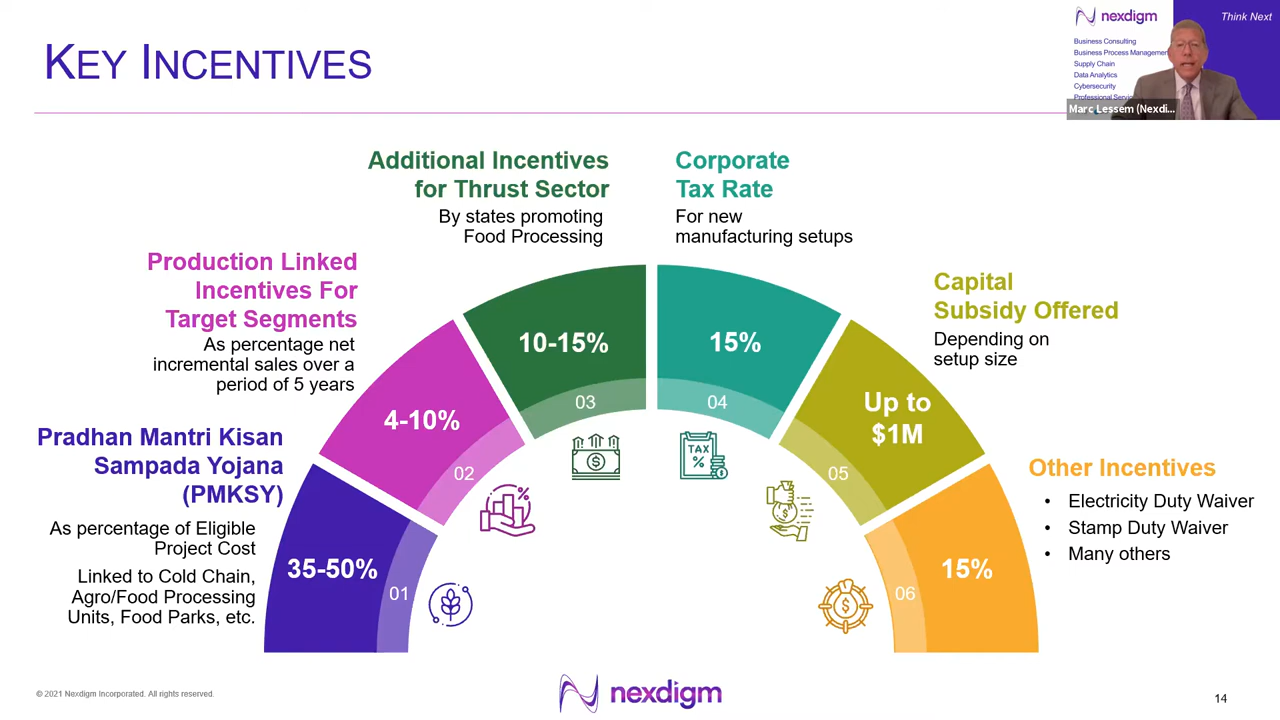 KEY INCENTIVES
nexdigm
Think Next
Business Consulting
Business Process Managemen
Supply Chain
Data Analytics
Cybersecurity
Professional Servic
Marc Lessem (Nexdi...
Additional Incentives
for Thrust Sector
By states promoting
Food Processing
Corporate
Tax Rate
For new
manufacturing setups
Production Linked
Incentives For
Target Segments
As percentage net
incremental sales over a
period of 5 years
Capital
Subsidy Offered
Depending on
setup size
Pradhan Mantri Kisan
Sampada Yojana
(PMKSY)
As percentage of Eligible
Project Cost
Linked to Cold Chain,
Agro/Food Processing
Units, Food Parks, etc.
Other Incentives
• Electricity Duty Waiver
• Stamp Duty Waiver
• Many others
35-50%
01
4-10%
02
10-15%
03
15%
04
TAX
%
Up to
$1M
05
15%
06
© 2021 Nexdigm Incorporated. All rights reserved.
nexdigm
14